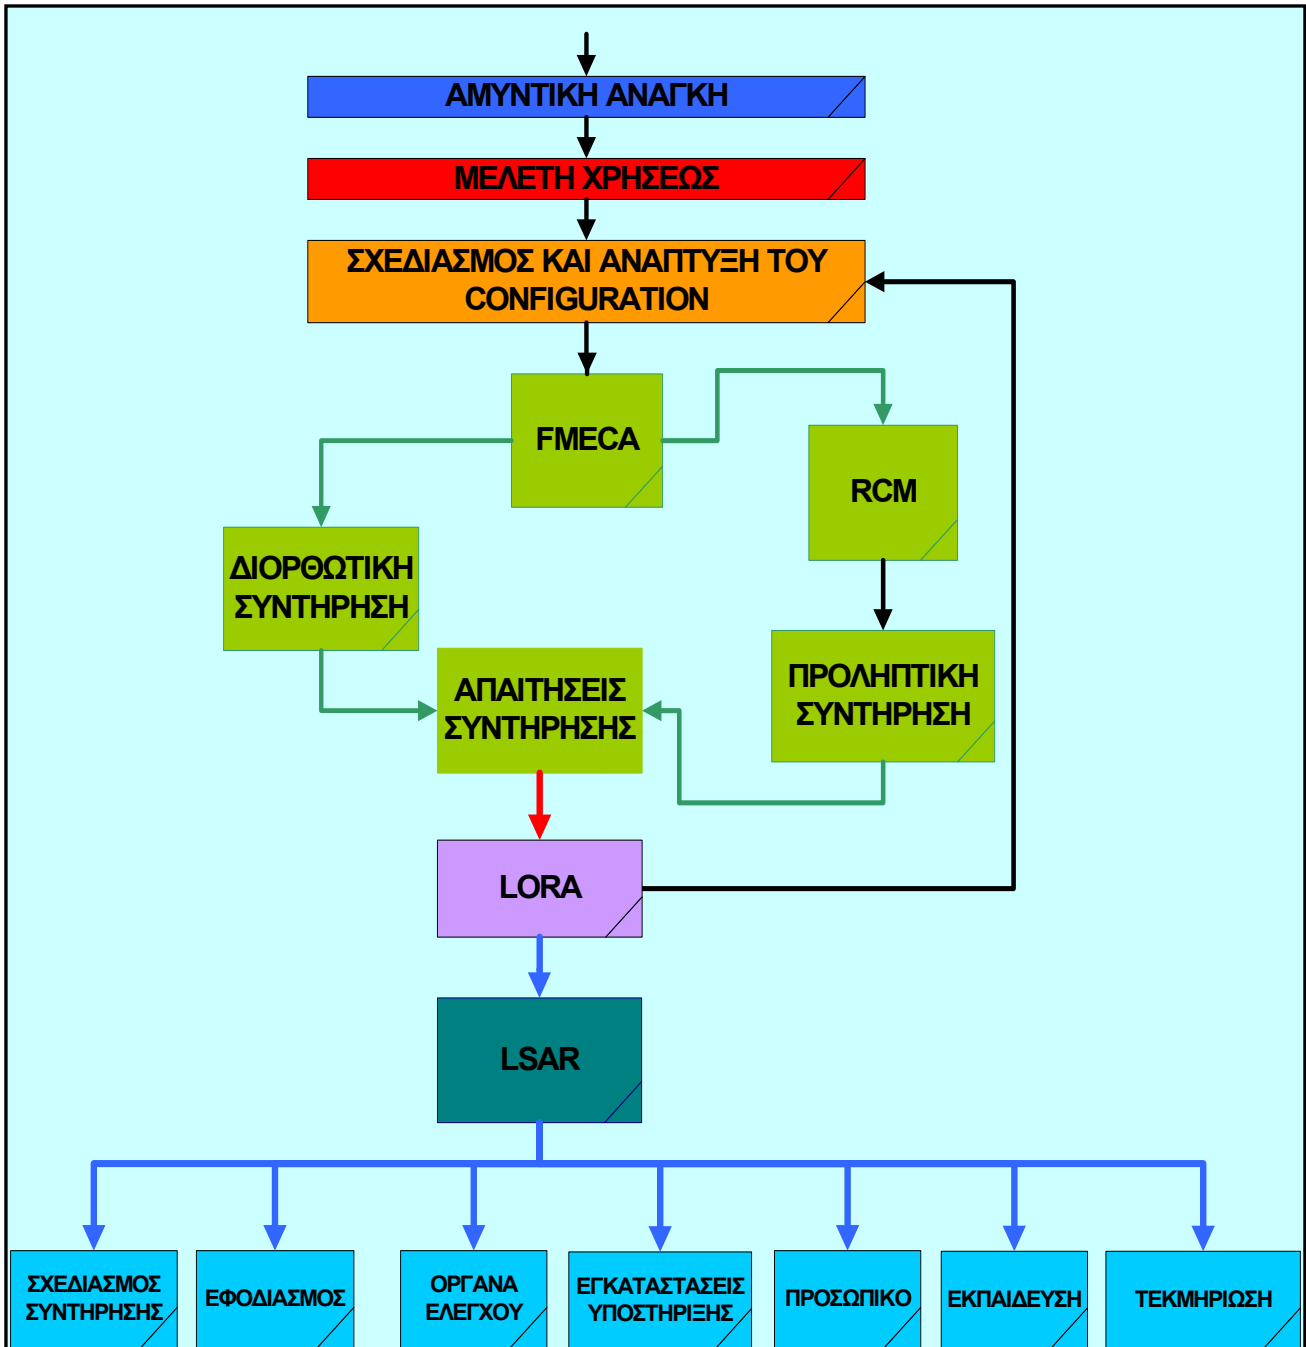 ΑΜΥΝΤΙΚΗ ΑΝΑΓΚΗ
ΜΕΛΕΤΗ ΧΡΗΣΕΩΣ
ΣΧΕΔΙΑΣΜΟΣ ΚΑΙ ΑΝΑΠΤΥΞΗ ΤΟΥ
CONFIGURATION
FMECA
RCM
ΔΙΟΡΘΩΤΙΚΗ
ΣΥΝΤΗΡΗΣΗ
ΠΡΟΛΗΠΤΙΚΗ
ΣΥΝΤΗΡΗΣΗ
ΑΠΑΙΤΗΣΕΙΣ
ΣΥΝΤΗΡΗΣΗΣ
LORA
LSAR
ΣΧΕΔΙΑΣΜΟΣ
ΣΥΝΤΗΡΗΣΗΣ
ΕΦΟΔΙΑΣΜΟΣ
ΟΡΓΑΝΑ
ΕΛΕΓΧΟΥ
ΕΓΚΑΤΑΣΤΑΣΕΙΣ
ΥΠΟΣΤΗΡΙΞΗΣ
ΠΡΟΣΩΠΙΚΟ
ΕΚΠΑΙΔΕΥΣΗ
ΤΕΚΜΗΡΙΩΣΗ